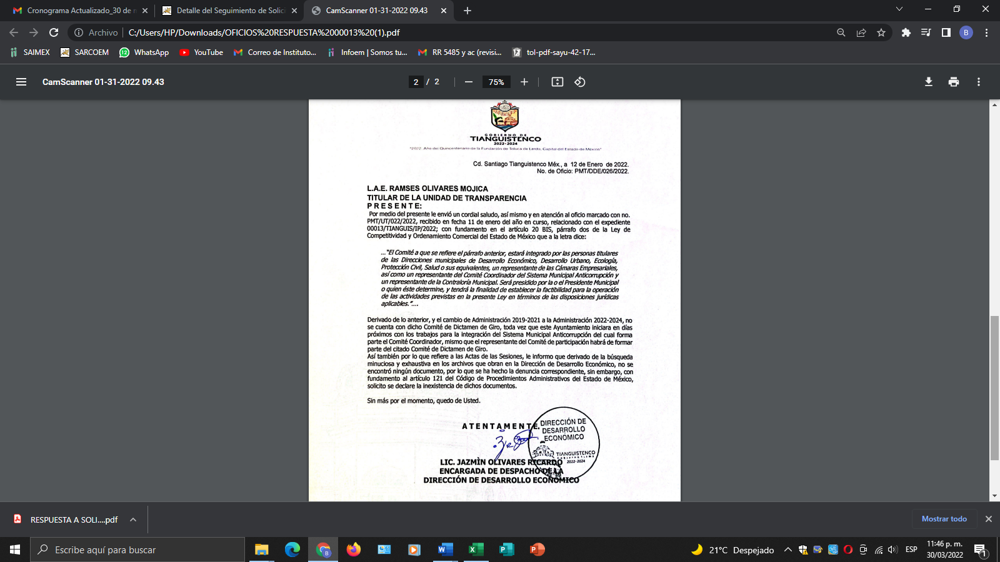 Cronograma Actualizado_30 de m
Detalle del Seguimiento de Solici
CamScanner 01-31-2022 09.43
Archivo
C:/Users/HP/Downloads/OFICIOS%20RESPUESTA%2000013%20(1).pdf
B
SAIMEX
SARCOEM
12
WhatsApp
YouTube
Correo de Instituto...
Infoem | Somos tu...
RR 5485 y ac (revisi...
tol-pdf-sayu-42-17...
CamScanner 01-31-2022 09.43
2 / 2
75%
GOBIERNO DE
TIANGUISTENCO
2022-2024
"2022. Año del Quincentenario de la Fundación de Toluca de Lerdo, Capital del Estado de México"
Cd. Santiago Tianguistenco Méx., a 12 de Enero de 2022.
No. de Oficio: PMT/DDE/026/2022.
L.A.E. RAMSES OLIVARES MOJICA
TITULAR DE LA UNIDAD DE TRANSPARENCIA
P R E S E N T E:
Por medio del presente le envió un cordial saludo, así mismo y en atención al oficio marcado con no.
PMT/UT/022/2022, recibido en fecha 11 de enero del año en curso, relacionado con el expediente
00013/TIANGUIS/IP/2022; con fundamento en el artículo 20 BIS, párrafo dos de la Ley de
Competitividad y Ordenamiento Comercial del Estado de México que a la letra dice:
..."El Comité a que se refiere el párrafo anterior, estará integrado por las personas titulares
de las Direcciones municipales de Desarrollo Económico, Desarrollo Urbano, Ecología,
Protección Civil, Salud o sus equivalentes, un representante de las Cámaras Empresariales,
así como un representante del Comité Coordinador del Sistema Municipal Anticorrupción y
un representante de la Contraloría Municipal. Será presidido por la o el Presidente Municipal
o quien éste determine, y tendrá la finalidad de establecer la factibilidad para la operación
de las actividades previstas en la presente Ley en términos de las disposiciones jurídicas
aplicables."....
Derivado de lo anterior, y el cambio de Administración 2019-2021 a la Administración 2022-2024, no
se cuenta con dicho Comité de Dictamen de Giro, toda vez que este Ayuntamiento iniciara en días
próximos con los trabajos para la integración del Sistema Municipal Anticorrupción del cual forma
parte el Comité Coordinador, mismo que el representante del Comité de participación habrá de formar
parte del citado Comité de Dictamen de Giro.
Así también por lo que refiere a las Actas de las Sesiones, le informo que derivado de la búsqueda
minuciosa y exhaustiva en los archivos que obran en la Dirección de Desarrollo Económico, no se
encontró ningún documento, por lo que se ha hecho la denuncia correspondiente, sin embargo, con
fundamento al artículo 121 del Código de Procedimientos Administrativos del Estado de México,
solicito se declare la inexistencia de dichos documentos.
Sin más por el momento, quedo de Usted.
A T E N T A M E N T E.
DIRECCIÓN DE
DESARROLLO
ECONÓMICO
TIANGUISTENCO
2022-2024
LIC. JAZMÌN OLIVARES RICARDO
ENCARGADA DE DESPACHO DE LA
DIRECCIÓN DE DESARROLLO ECONÓMICO
RESPUESTA A SOLI....pdf
Mostrar todo
Escribe aquí para buscar
21°C Despejado
ESP
11:46 p. m.
30/03/2022
1